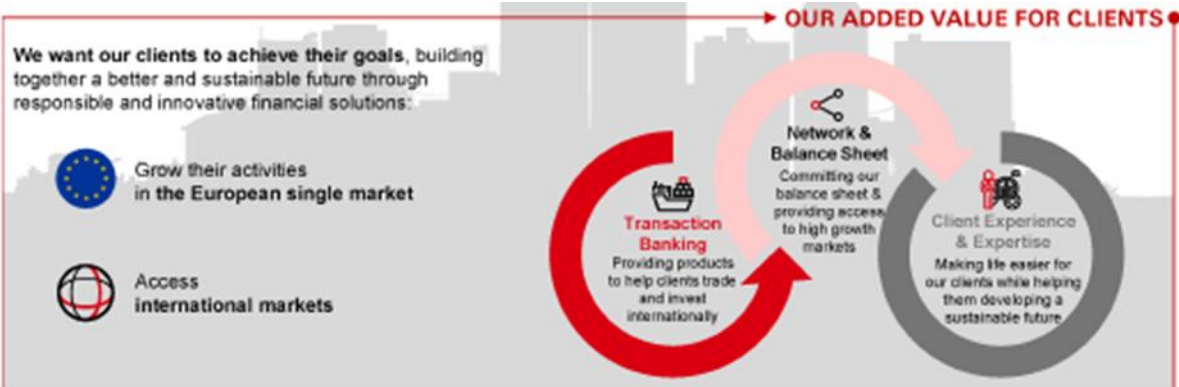 OUR ADDED VALUE FOR CLIENTS
We want our clients to achieve their goals, building
together a better and sustainable future through
responsible and innovative financial solutions:
Grow their activities
in the European single market
Access
international markets
Transaction
Banking
Providing products
to help clients trade
and invest
internationally
Network &
Balance Sheet
Committing our
balance sheet &
providing access
to high growth
markets
Client Experience
& Expertise
Making life easier for
our clients while helping
them developing a
sustainable future